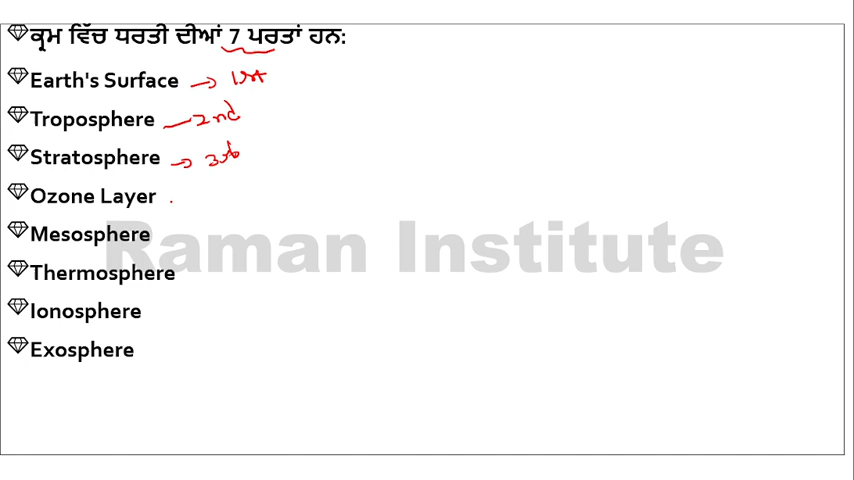 ਕ੍ਰਮ ਵਿੱਚ ਧਰਤੀ ਦੀਆਂ 7 ਪਰਤਾਂ ਹਨ:
Earth's Surface → 1st
Troposphere — 2nd
Stratosphere → 3rd
Ozone Layer
Mesosphere
Raman Institute
Thermosphere
Ionosphere
Exosphere